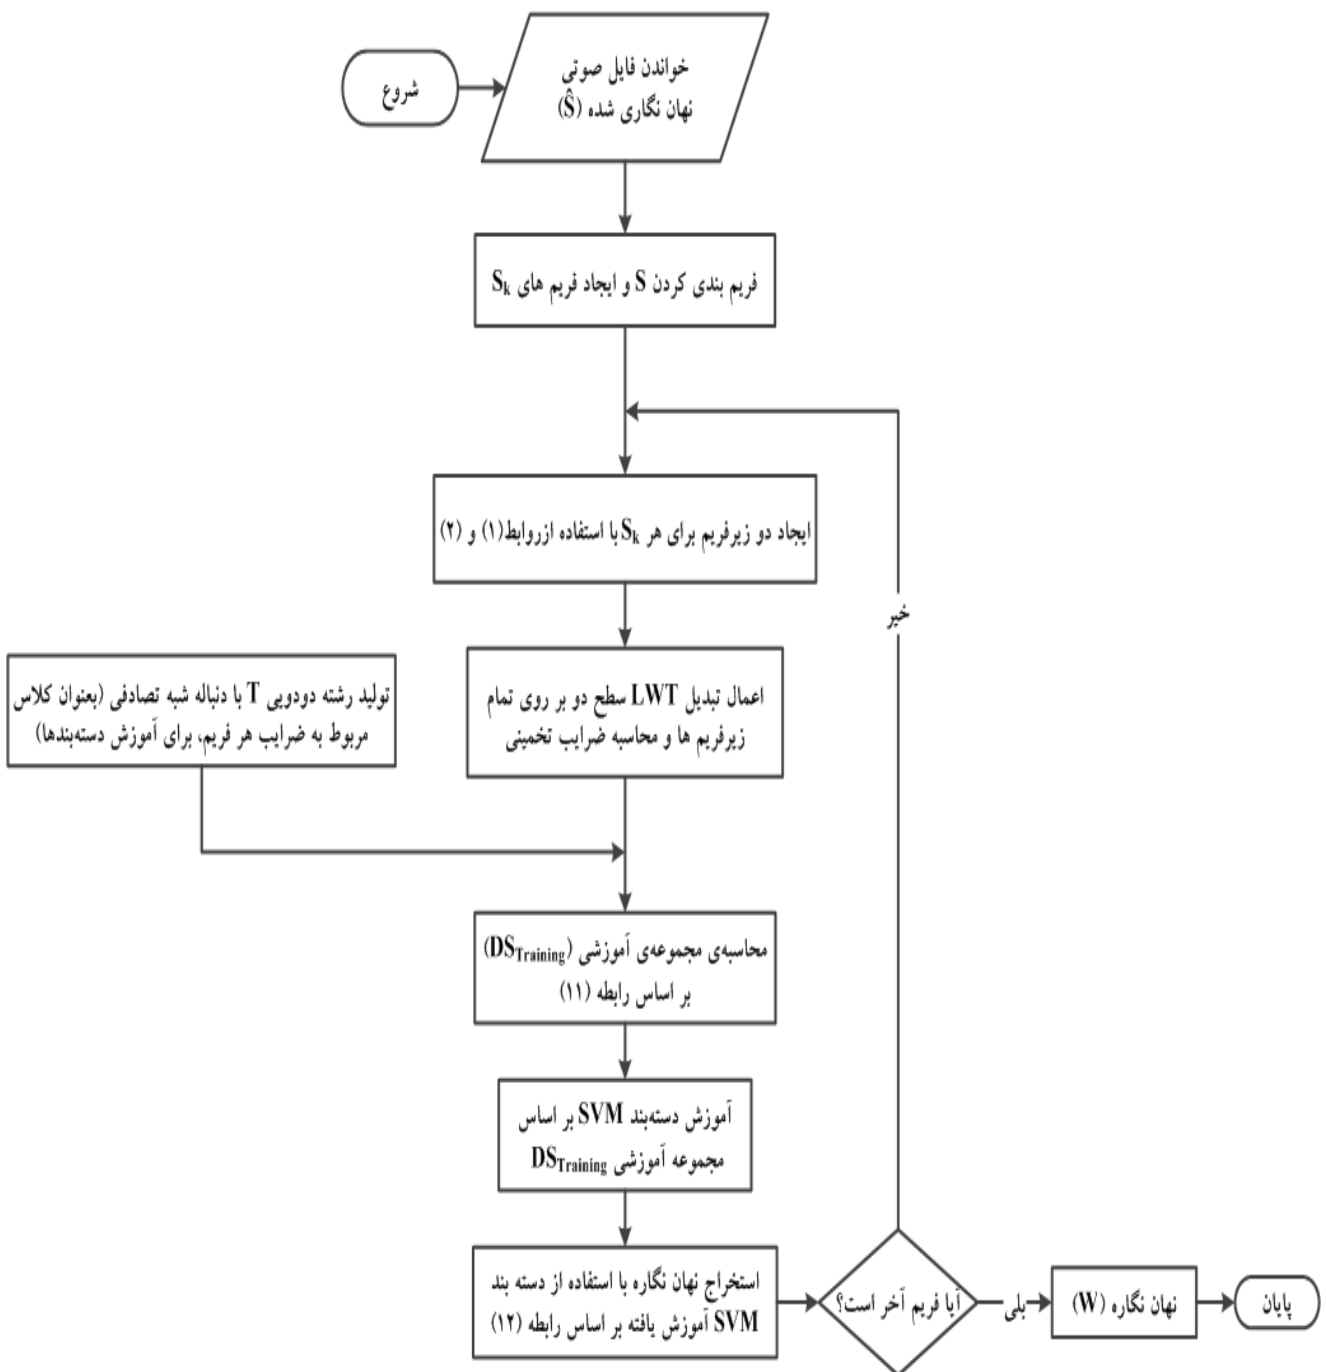 شروع
خواندن فایل صوتی
نهان نگاری شده (Ŝ)
فریم بندی کردن S و ایجاد فریم های Sk
ایجاد دو زیرفریم برای هر Sk با استفاده ازروابط(۱) و (۲)
خیر
اعمال تبدیل LWT سطح دو بر روی تمام
زیرفریم ها و محاسبه ضرایب تخمینی
تولید رشته دودویی T با دنباله شبه تصادفی (بعنوان کلاس
مربوط به ضرایب هر فریم، برای آموزش دسته‌بندها)
محاسبه‌ی مجموعه‌ی آموزشی (DSTraining)
بر اساس رابطه (۱۱)
آموزش دسته‌بند SVM بر اساس
مجموعه آموزشی DSTraining
استخراج نهان نگاره با استفاده از دسته بند
SVM آموزش یافته بر اساس رابطه (۱۲)
آیا فریم آخر است؟
بلی
نهان نگاره (W)
پایان